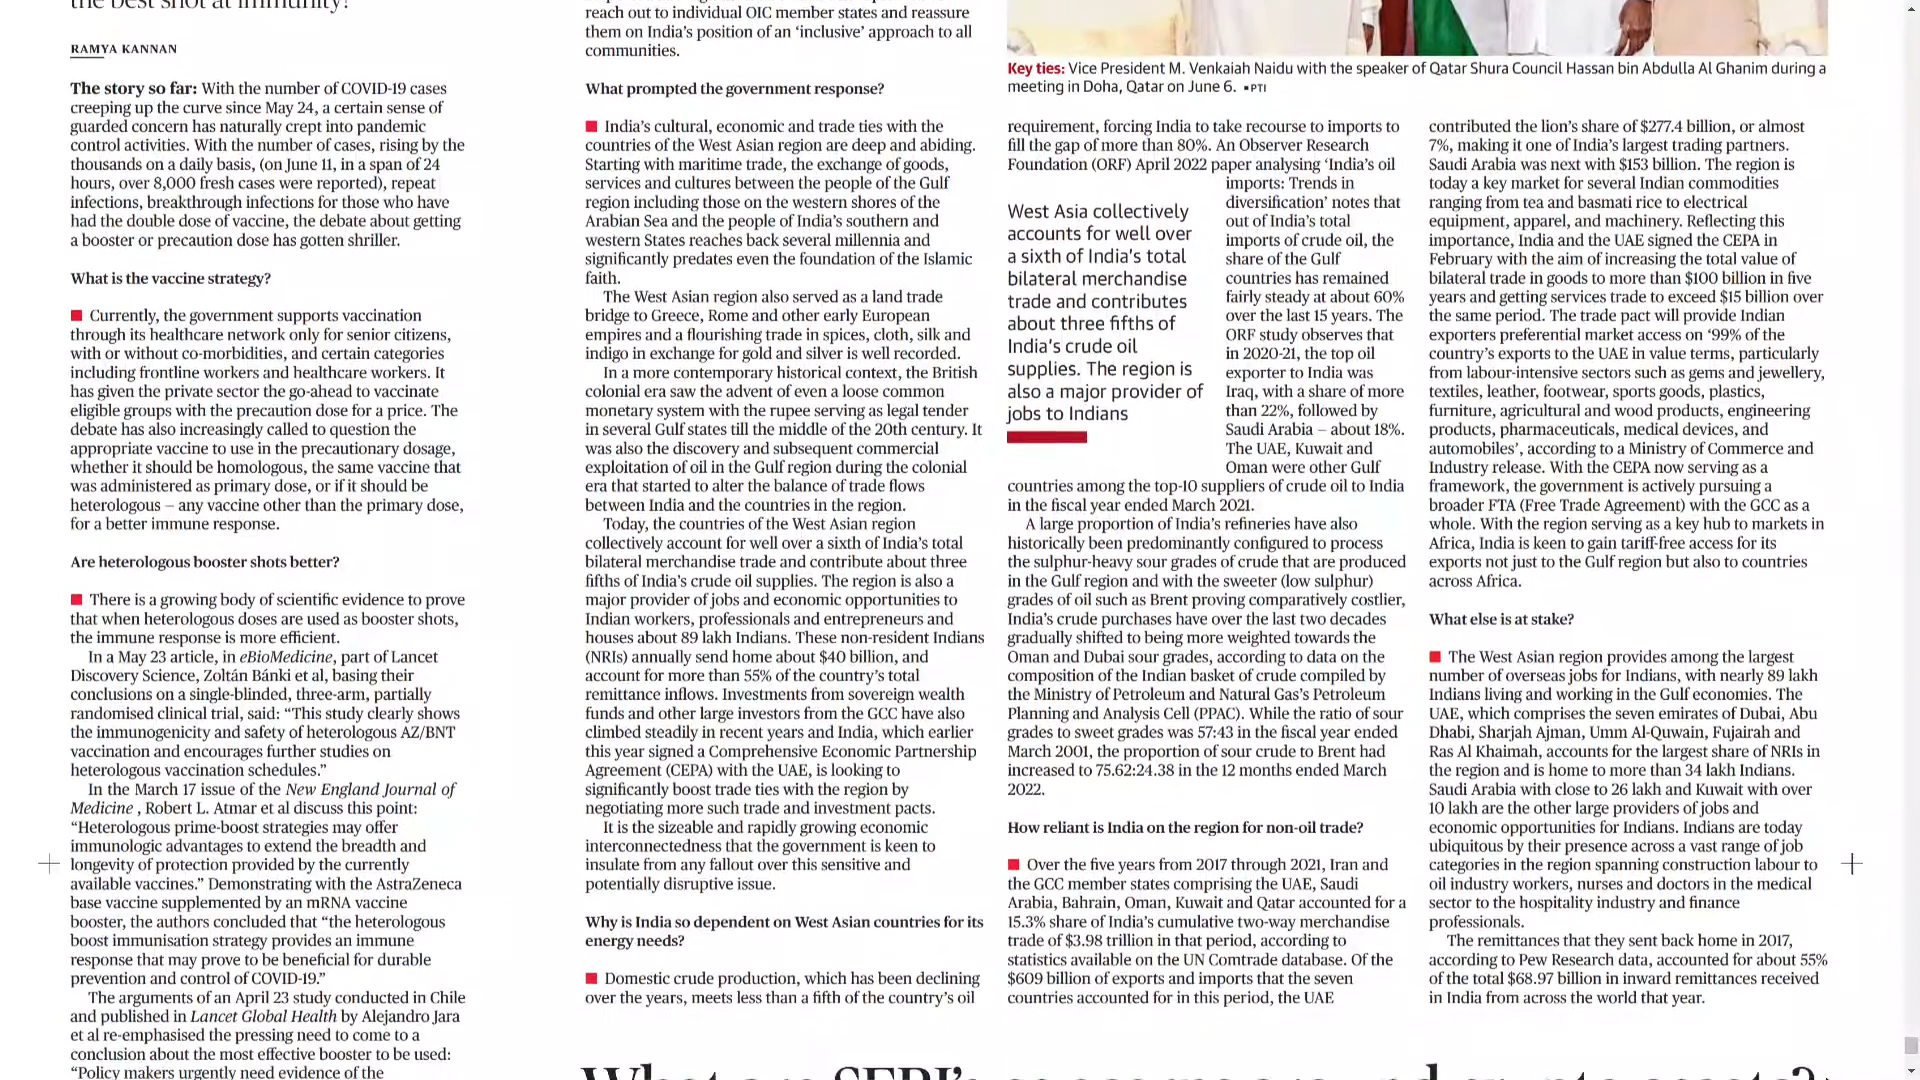 the best shot at immunity?
RAMYA KANNAN
The story so far: With the number of COVID-19 cases
creeping up the curve since May 24, a certain sense of
guarded concern has naturally crept into pandemic
control activities. With the number of cases, rising by the
thousands on a daily basis, (on June 11, in a span of 24
hours, over 8,000 fresh cases were reported), repeat
infections, breakthrough infections for those who have
had the double dose of vaccine, the debate about getting
a booster or precaution dose has gotten shriller.
What is the vaccine strategy?
■ Currently, the government supports vaccination
through its healthcare network only for senior citizens,
with or without co-morbidities, and certain categories
including frontline workers and healthcare workers. It
has given the private sector the go-ahead to vaccinate
eligible groups with the precaution dose for a price. The
debate has also increasingly called to question the
appropriate vaccine to use in the precautionary dosage,
whether it should be homologous, the same vaccine that
was administered as primary dose, or if it should be
heterologous – any vaccine other than the primary dose,
for a better immune response.
Are heterologous booster shots better?
■ There is a growing body of scientific evidence to prove
that when heterologous doses are used as booster shots,
the immune response is more efficient.
In a May 23 article, in eBioMedicine, part of Lancet
Discovery Science, Zoltán Bánki et al, basing their
conclusions on a single-blinded, three-arm, partially
randomised clinical trial, said: “This study clearly shows
the immunogenicity and safety of heterologous AZ/BNT
vaccination and encourages further studies on
heterologous vaccination schedules.”
In the March 17 issue of the New England Journal of
Medicine , Robert L. Atmar et al discuss this point:
“Heterologous prime-boost strategies may offer
immunologic advantages to extend the breadth and
longevity of protection provided by the currently
available vaccines.” Demonstrating with the AstraZeneca
base vaccine supplemented by an mRNA vaccine
booster, the authors concluded that “the heterologous
boost immunisation strategy provides an immune
response that may prove to be beneficial for durable
prevention and control of COVID-19.”
The arguments of an April 23 study conducted in Chile
and published in Lancet Global Health by Alejandro Jara
et al re-emphasised the pressing need to come to a
conclusion about the most effective booster to be used:
“Policy makers urgently need evidence of the
reach out to individual OIC member states and reassure
them on India’s position of an ‘inclusive’ approach to all
communities.
What prompted the government response?
■ India’s cultural, economic and trade ties with the
countries of the West Asian region are deep and abiding.
Starting with maritime trade, the exchange of goods,
services and cultures between the people of the Gulf
region including those on the western shores of the
Arabian Sea and the people of India’s southern and
western States reaches back several millennia and
significantly predates even the foundation of the Islamic
faith.
The West Asian region also served as a land trade
bridge to Greece, Rome and other early European
empires and a flourishing trade in spices, cloth, silk and
indigo in exchange for gold and silver is well recorded.
In a more contemporary historical context, the British
colonial era saw the advent of even a loose common
monetary system with the rupee serving as legal tender
in several Gulf states till the middle of the 20th century. It
was also the discovery and subsequent commercial
exploitation of oil in the Gulf region during the colonial
era that started to alter the balance of trade flows
between India and the countries in the region.
Today, the countries of the West Asian region
collectively account for well over a sixth of India’s total
bilateral merchandise trade and contribute about three
fifths of India’s crude oil supplies. The region is also a
major provider of jobs and economic opportunities to
Indian workers, professionals and entrepreneurs and
houses about 89 lakh Indians. These non-resident Indians
(NRIs) annually send home about $40 billion, and
account for more than 55% of the country’s total
remittance inflows. Investments from sovereign wealth
funds and other large investors from the GCC have also
climbed steadily in recent years and India, which earlier
this year signed a Comprehensive Economic Partnership
Agreement (CEPA) with the UAE, is looking to
significantly boost trade ties with the region by
negotiating more such trade and investment pacts.
It is the sizeable and rapidly growing economic
interconnectedness that the government is keen to
insulate from any fallout over this sensitive and
potentially disruptive issue.
Why is India so dependent on West Asian countries for its
energy needs?
■ Domestic crude production, which has been declining
over the years, meets less than a fifth of the country’s oil
Key ties: Vice President M. Venkaiah Naidu with the speaker of Qatar Shura Council Hassan bin Abdulla Al Ghanim during a
meeting in Doha, Qatar on June 6. ▪PTI
requirement, forcing India to take recourse to imports to
fill the gap of more than 80%. An Observer Research
Foundation (ORF) April 2022 paper analysing ‘India’s oil
imports: Trends in
diversification’ notes that
out of India’s total
imports of crude oil, the
share of the Gulf
countries has remained
fairly steady at about 60%
over the last 15 years. The
ORF study observes that
in 2020-21, the top oil
exporter to India was
Iraq, with a share of more
than 22%, followed by
Saudi Arabia – about 18%.
The UAE, Kuwait and
Oman were other Gulf
West Asia collectively
accounts for well over
a sixth of India’s total
bilateral merchandise
trade and contributes
about three fifths of
India’s crude oil
supplies. The region is
also a major provider of
jobs to Indians
countries among the top-10 suppliers of crude oil to India
in the fiscal year ended March 2021.
A large proportion of India’s refineries have also
historically been predominantly configured to process
the sulphur-heavy sour grades of crude that are produced
in the Gulf region and with the sweeter (low sulphur)
grades of oil such as Brent proving comparatively costlier,
India’s crude purchases have over the last two decades
gradually shifted to being more weighted towards the
Oman and Dubai sour grades, according to data on the
composition of the Indian basket of crude compiled by
the Ministry of Petroleum and Natural Gas’s Petroleum
Planning and Analysis Cell (PPAC). While the ratio of sour
grades to sweet grades was 57:43 in the fiscal year ended
March 2001, the proportion of sour crude to Brent had
increased to 75.62:24.38 in the 12 months ended March
2022.
How reliant is India on the region for non-oil trade?
■ Over the five years from 2017 through 2021, Iran and
the GCC member states comprising the UAE, Saudi
Arabia, Bahrain, Oman, Kuwait and Qatar accounted for a
15.3% share of India’s cumulative two-way merchandise
trade of $3.98 trillion in that period, according to
statistics available on the UN Comtrade database. Of the
$609 billion of exports and imports that the seven
countries accounted for in this period, the UAE
contributed the lion’s share of $277.4 billion, or almost
7%, making it one of India’s largest trading partners.
Saudi Arabia was next with $153 billion. The region is
today a key market for several Indian commodities
ranging from tea and basmati rice to electrical
equipment, apparel, and machinery. Reflecting this
importance, India and the UAE signed the CEPA in
February with the aim of increasing the total value of
bilateral trade in goods to more than $100 billion in five
years and getting services trade to exceed $15 billion over
the same period. The trade pact will provide Indian
exporters preferential market access on ‘99% of the
country’s exports to the UAE in value terms, particularly
from labour-intensive sectors such as gems and jewellery,
textiles, leather, footwear, sports goods, plastics,
furniture, agricultural and wood products, engineering
products, pharmaceuticals, medical devices, and
automobiles’, according to a Ministry of Commerce and
Industry release. With the CEPA now serving as a
framework, the government is actively pursuing a
broader FTA (Free Trade Agreement) with the GCC as a
whole. With the region serving as a key hub to markets in
Africa, India is keen to gain tariff-free access for its
exports not just to the Gulf region but also to countries
across Africa.
What else is at stake?
■ The West Asian region provides among the largest
number of overseas jobs for Indians, with nearly 89 lakh
Indians living and working in the Gulf economies. The
UAE, which comprises the seven emirates of Dubai, Abu
Dhabi, Sharjah Ajman, Umm Al-Quwain, Fujairah and
Ras Al Khaimah, accounts for the largest share of NRIs in
the region and is home to more than 34 lakh Indians.
Saudi Arabia with close to 26 lakh and Kuwait with over
10 lakh are the other large providers of jobs and
economic opportunities for Indians. Indians are today
ubiquitous by their presence across a vast range of job
categories in the region spanning construction labour to
oil industry workers, nurses and doctors in the medical
sector to the hospitality industry and finance
professionals.
The remittances that they sent back home in 2017,
according to Pew Research data, accounted for about 55%
of the total $68.97 billion in inward remittances received
in India from across the world that year.
What are SEBI’s